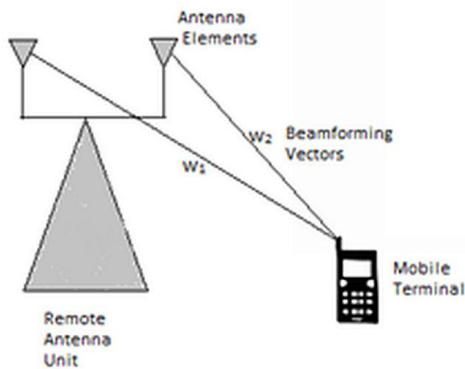 Antenna
Elements
W₂
Beamforming
Vectors
W₁
Mobile
Terminal
Remote
Antenna
Unit